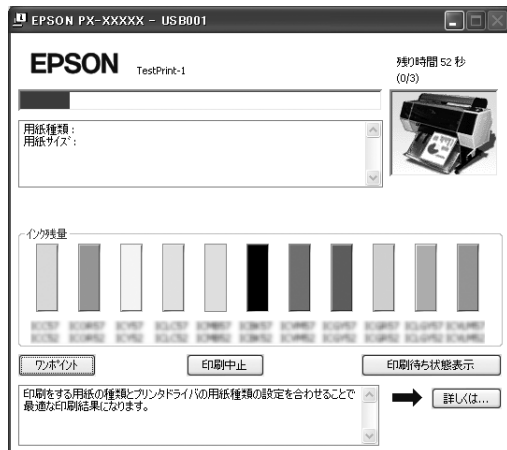 EPSON PX-XXXXX - USB001
EPSON
TestPrint-1
残り時間 52 秒
(0/3)
用紙種類 :
用紙サイズ :
インク残量
ワンポイント
印刷中止
印刷待ち状態表示
印刷をする用紙の種類とプリンタドライバの用紙種類の設定を合わせることで
最適な印刷結果になります。
詳しくは...